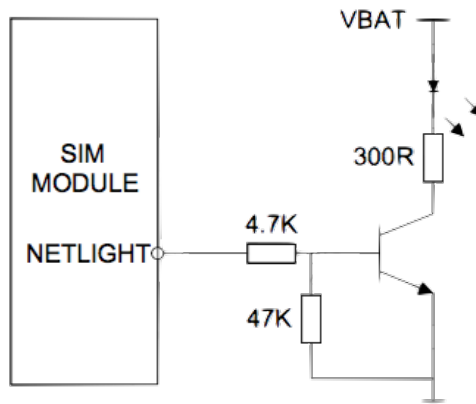 VBAT
300R
SIM
MODULE
4.7K
NETLIGHT
47K